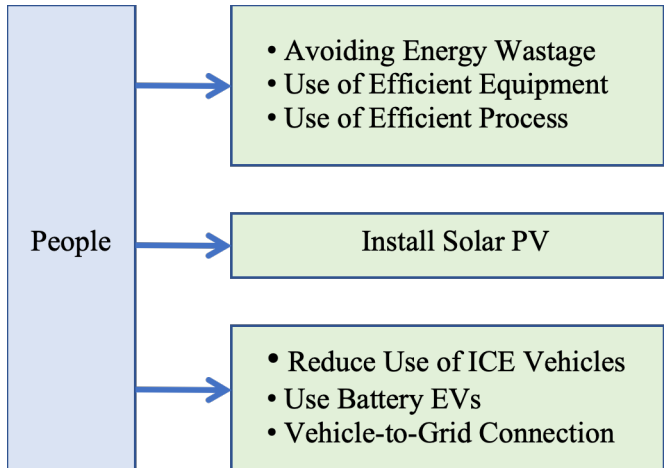 People
• Avoiding Energy Wastage
• Use of Efficient Equipment
• Use of Efficient Process
Install Solar PV
• Reduce Use of ICE Vehicles
• Use Battery EVs
• Vehicle-to-Grid Connection